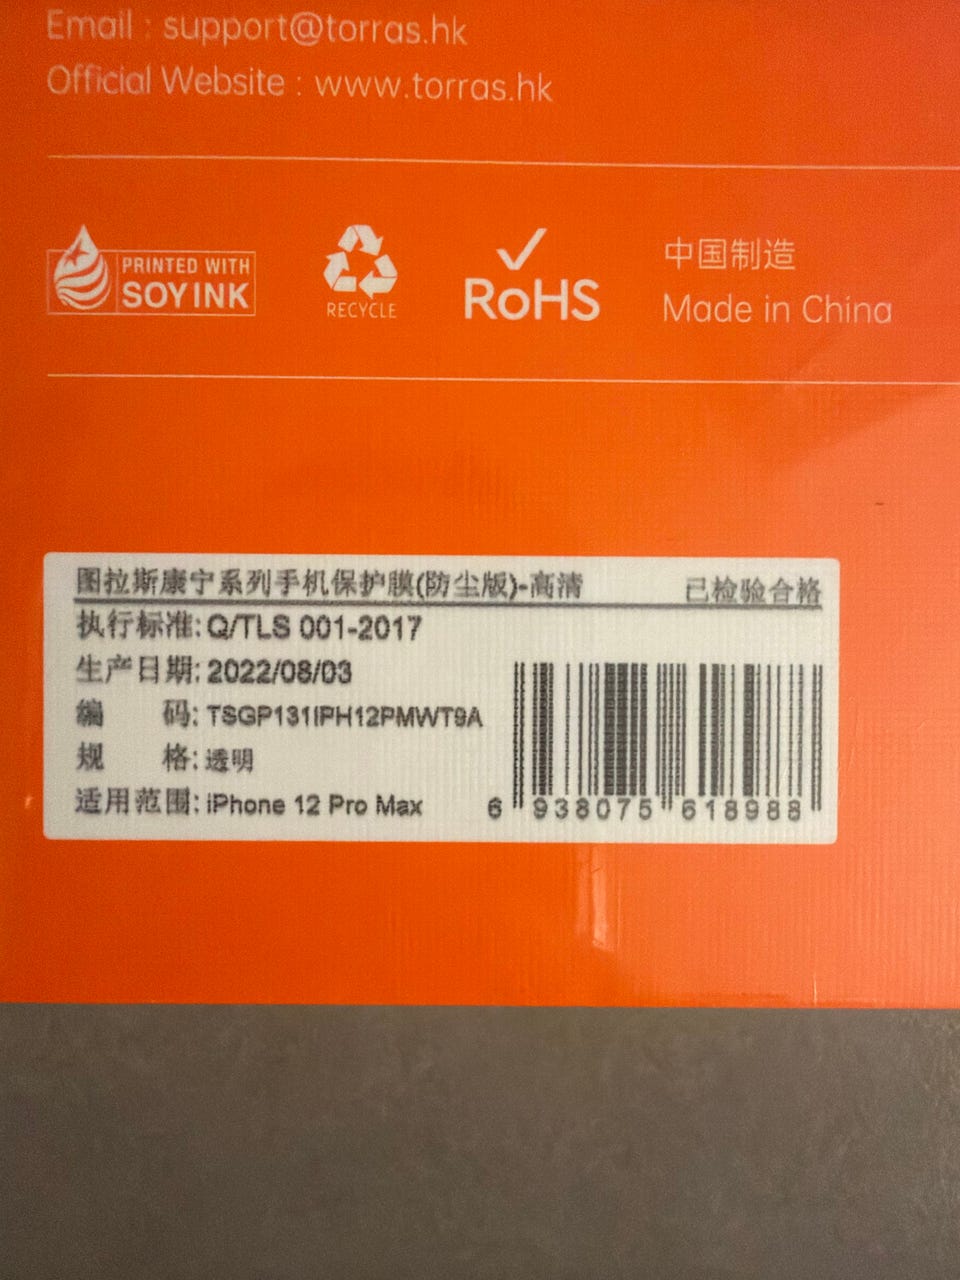 Email : support@torras.hk
Official Website : www.torras.hk
PRINTED WITH
SOY INK
RECYCLE
RoHS
中国制造
Made in China
图拉斯康宁系列手机保护膜(防尘版)-高清 已检验合格
执行标准: Q/TLS 001-2017
生产日期: 2022/08/03
编 码: TSGP131IPH12PMWT9A
规 格: 透明
适用范围: iPhone 12 Pro Max
6 938075 618988